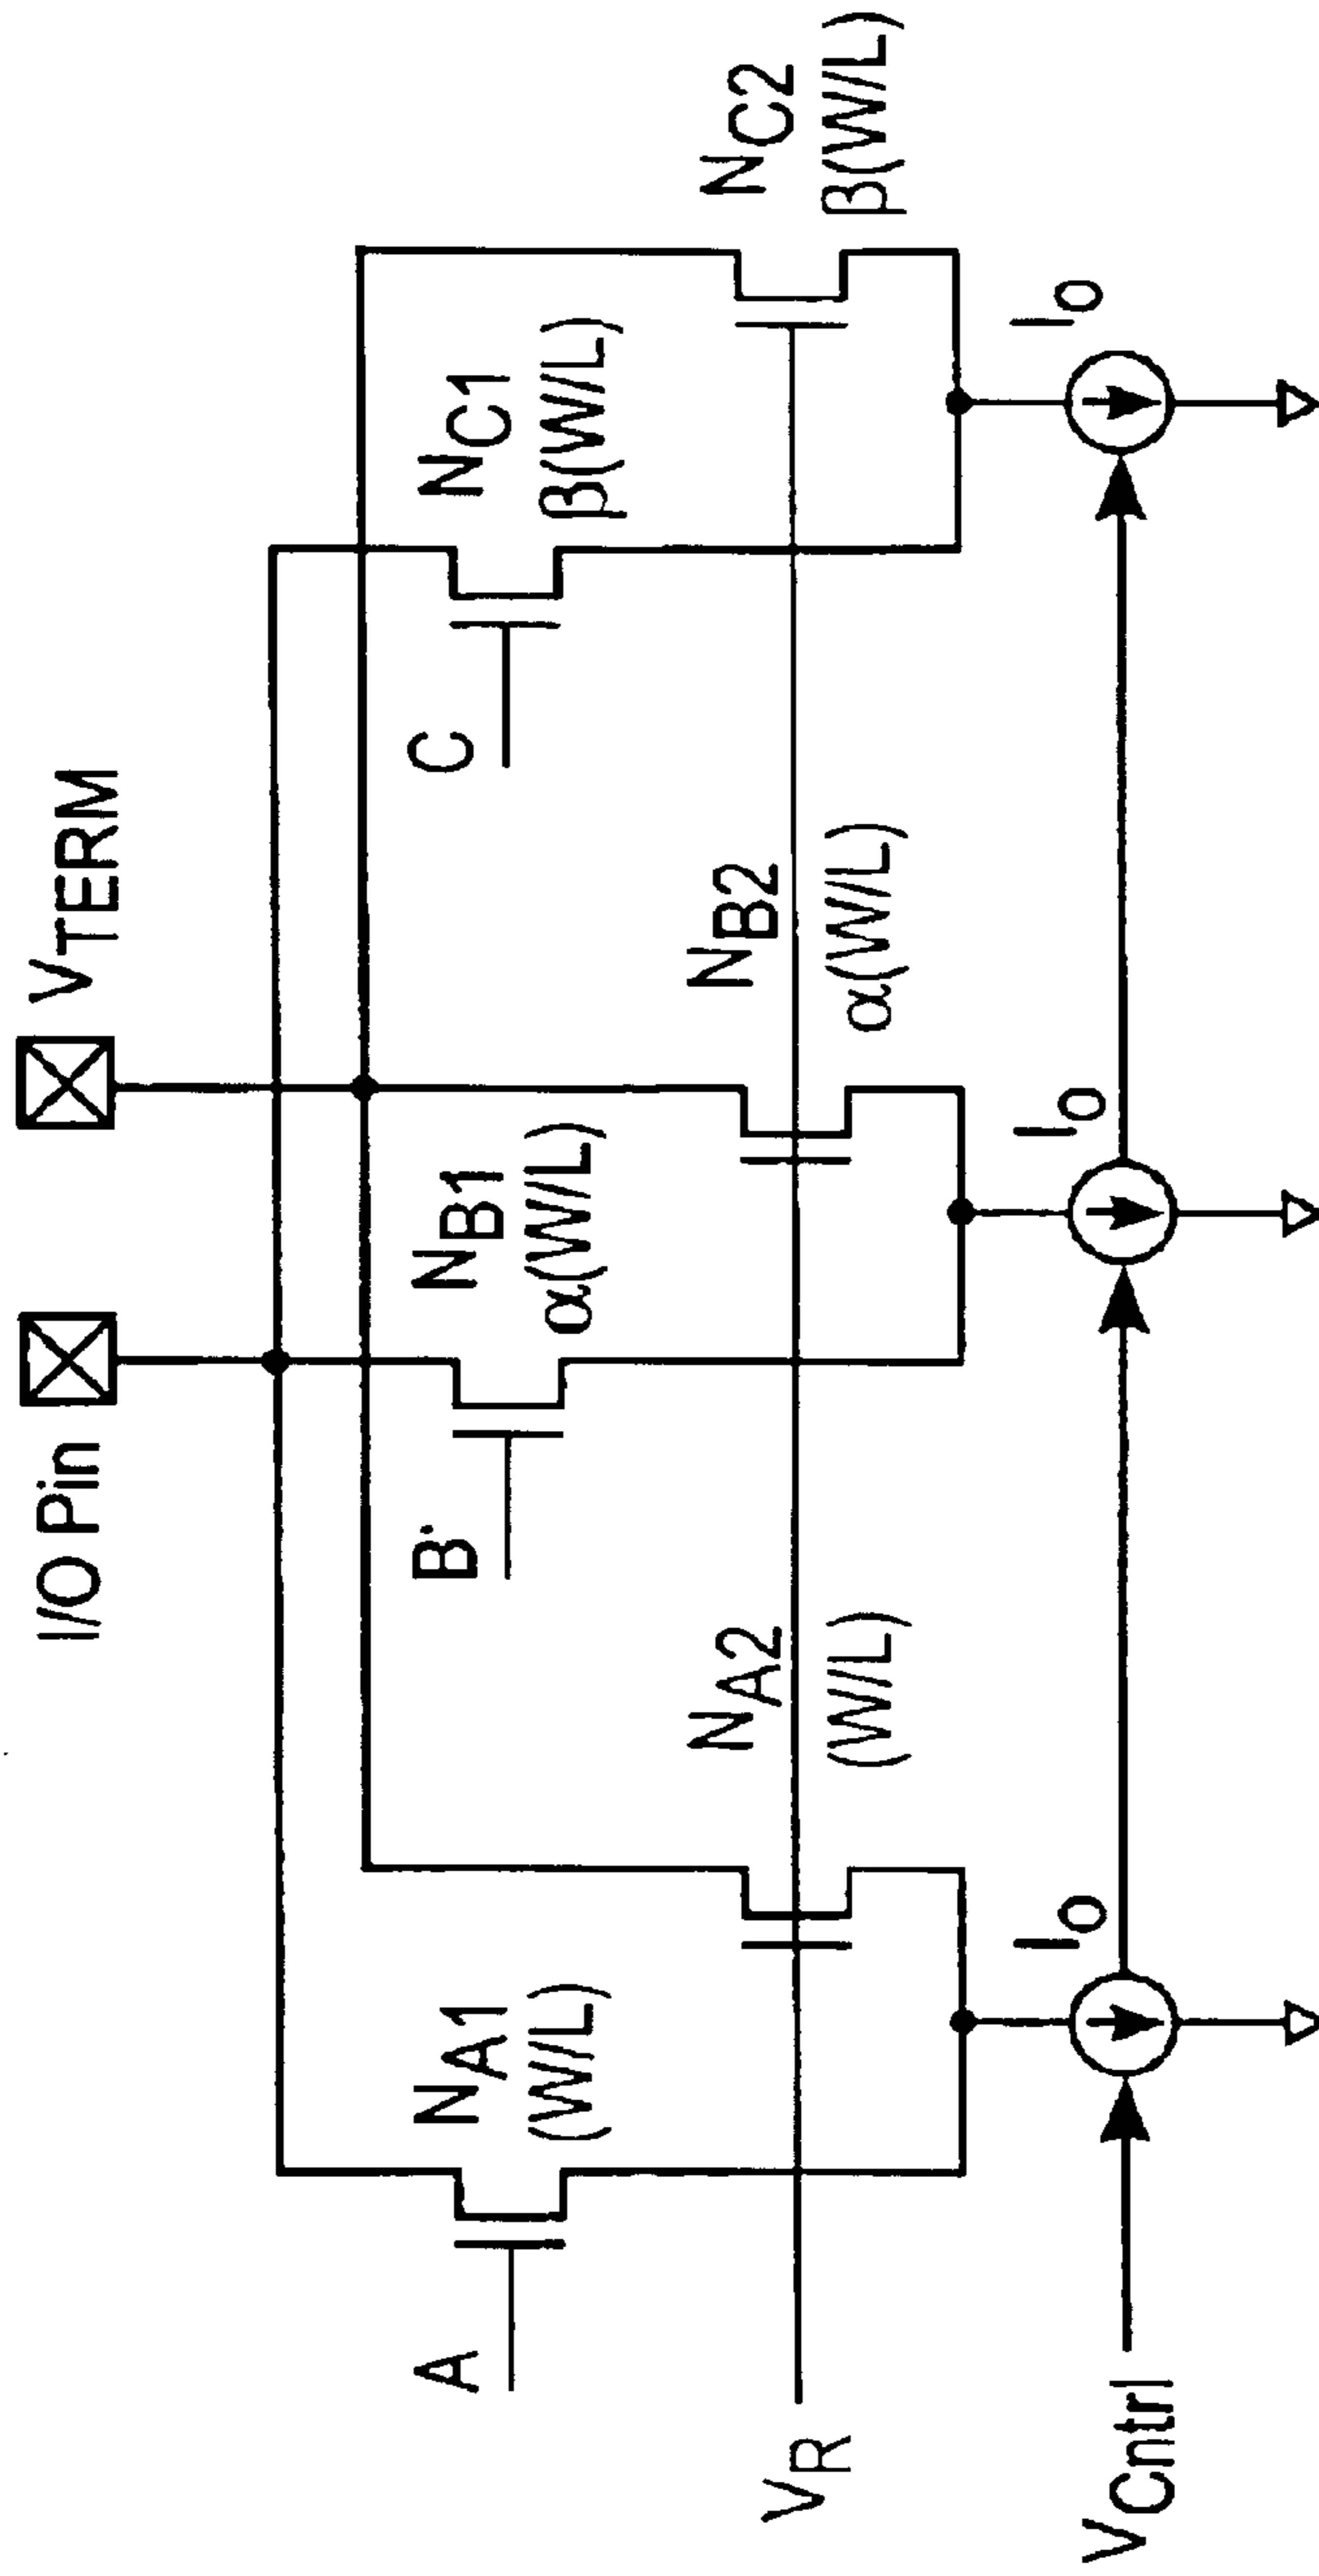 I/O Pin
VTERM
NA1
(W/L)
A
NB1
α(W/L)
B
NC1
β(W/L)
C
NA2
(W/L)
NB2
α(W/L)
NC2
β(W/L)
VR
IO
IO
IO
VCntrl